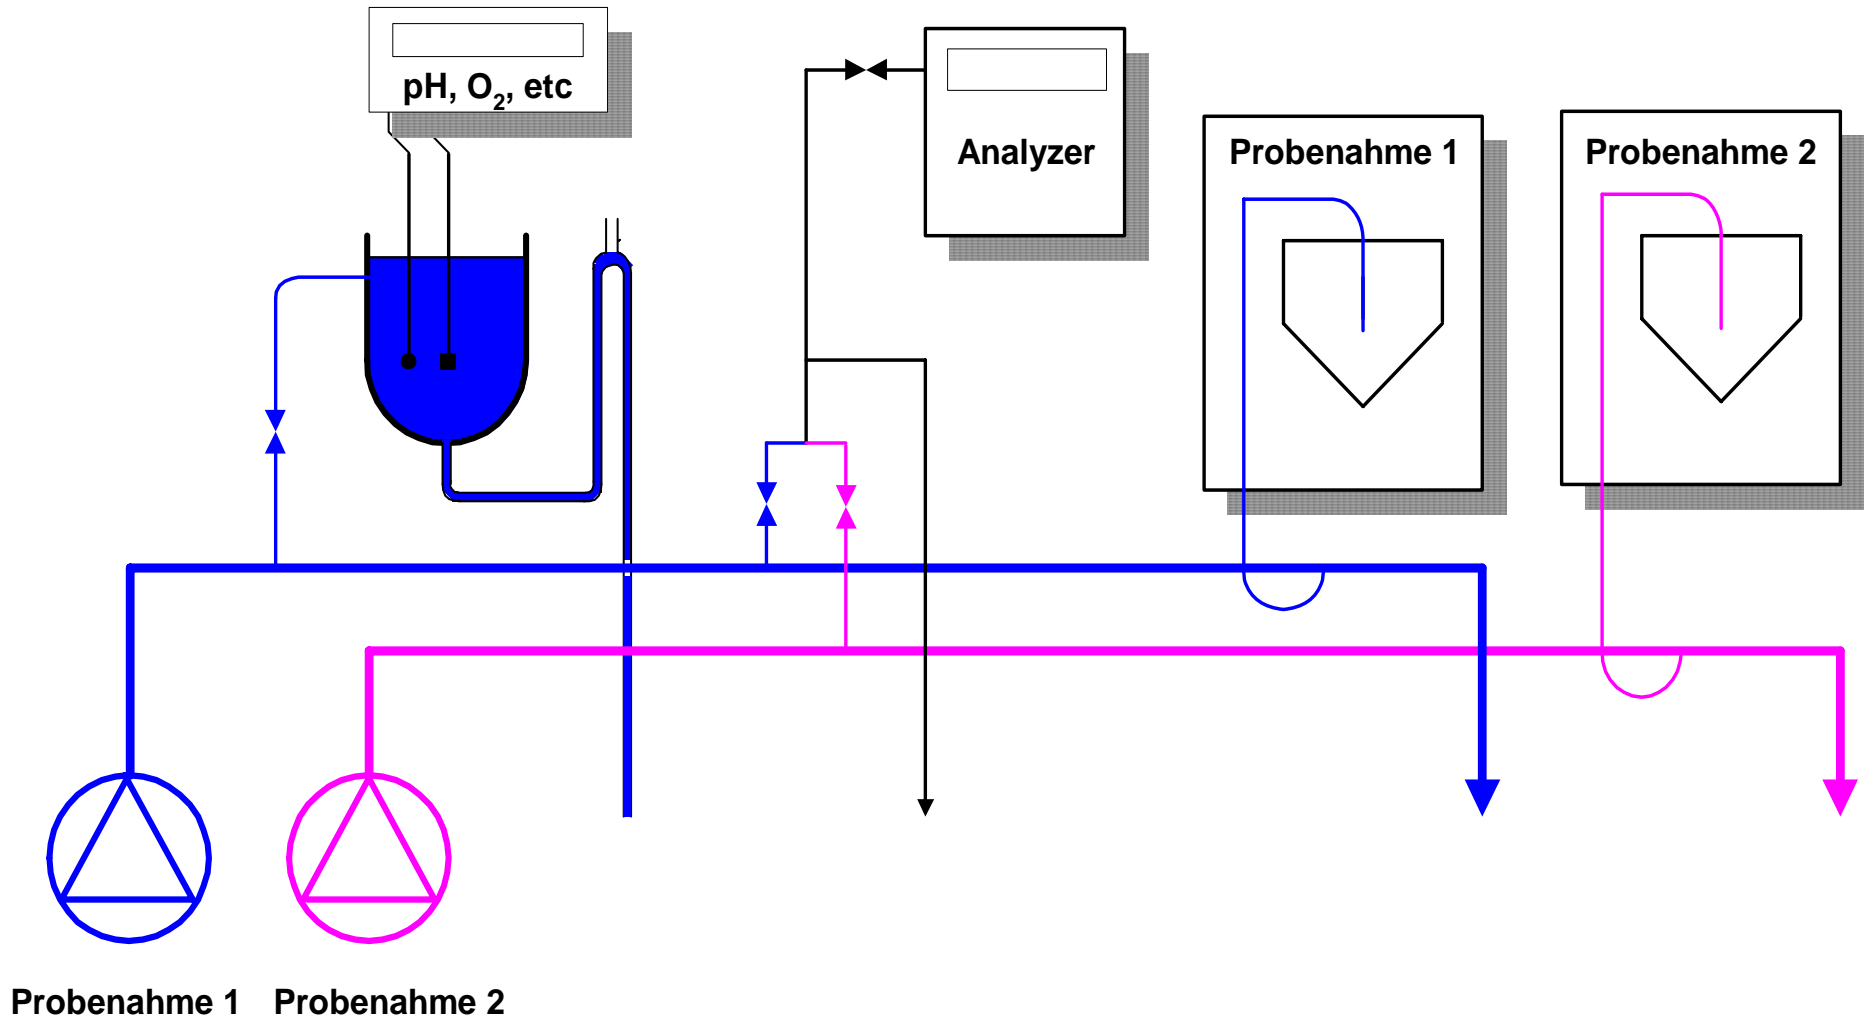 pH, O₂, etc
Analyzer
Probenahme 1
Probenahme 2
Probenahme 1
Probenahme 2